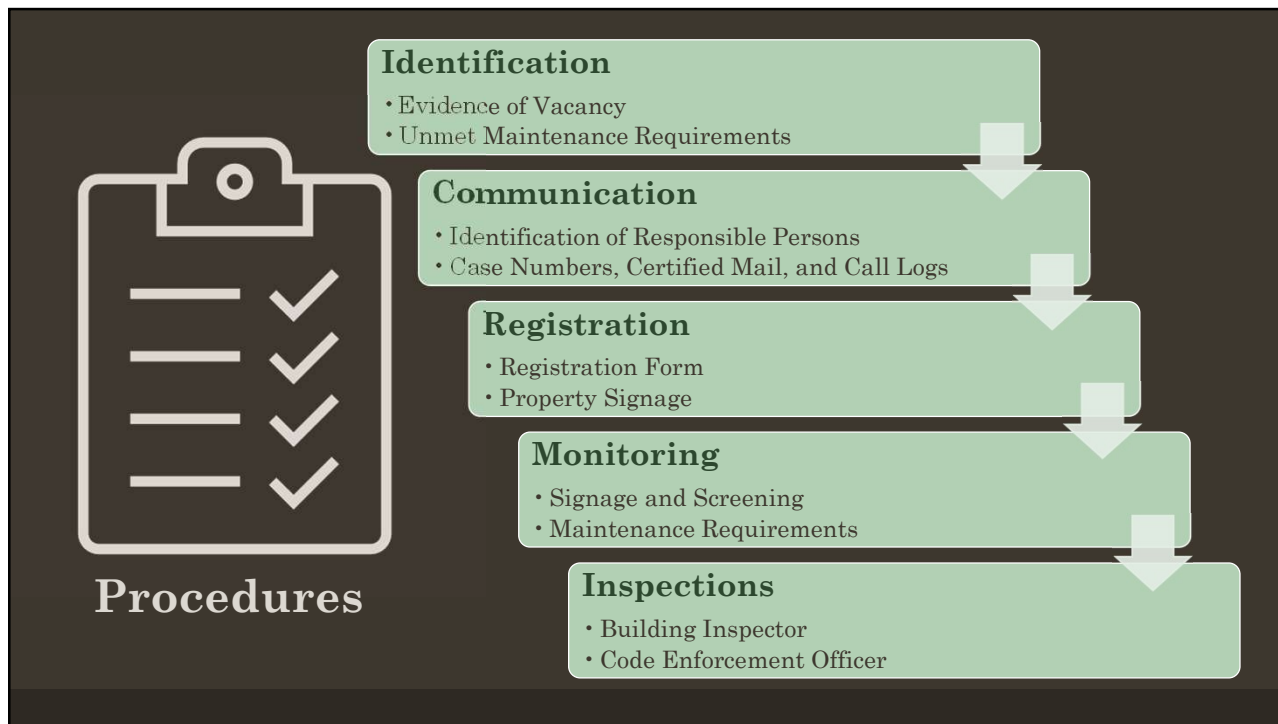 Identification
• Evidence of Vacancy
• Unmet Maintenance Requirements
Communication
• Identification of Responsible Persons
• Case Numbers, Certified Mail, and Call Logs
Registration
• Registration Form
• Property Signage
Monitoring
• Signage and Screening
• Maintenance Requirements
Inspections
• Building Inspector
• Code Enforcement Officer
Procedures